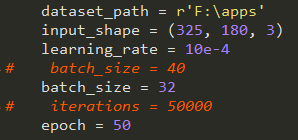 dataset_path = r'F:\apps'
input_shape = (325, 180, 3)
learning_rate = 10e-4
# batch_size = 40
batch_size = 32
# iterations = 50000
epoch = 50